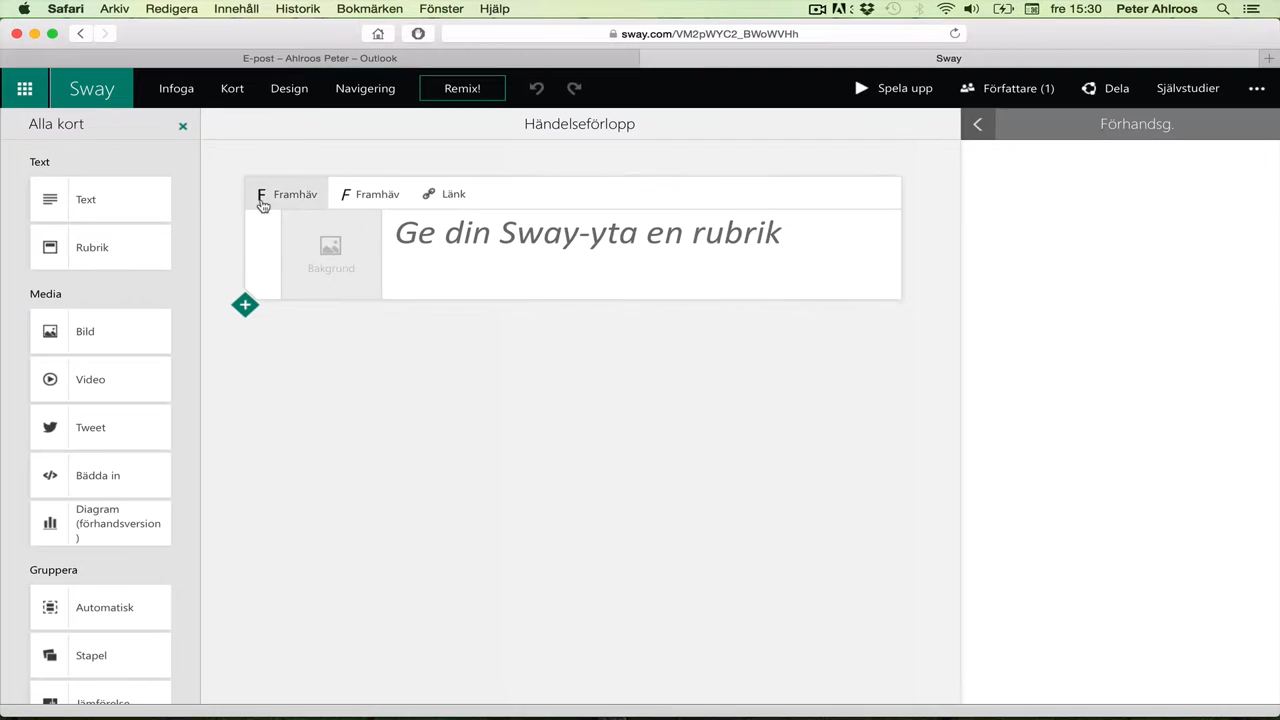 Safari Arkiv Redigera Innehåll Historik Bokmärken Fönster Hjälp fre 15:30 Peter Ahlroos
sway.com/VM2pWYC2_BWoWVHh
E-post – Ahlroos Peter – Outlook Sway
Sway Infoga Kort Design Navigering Remix! Spela upp Författare (1) Dela Självstudier
Alla kort
Händelseförlopp
Förhandsg.
Text
Text
Rubrik
Media
Bild
Video
Tweet
Bädda in
Diagram
(förhandsversion
)
Gruppera
Automatisk
Stapel
Jämförelse
F Framhäv F Framhäv Länk
Bakgrund
Ge din Sway-yta en rubrik